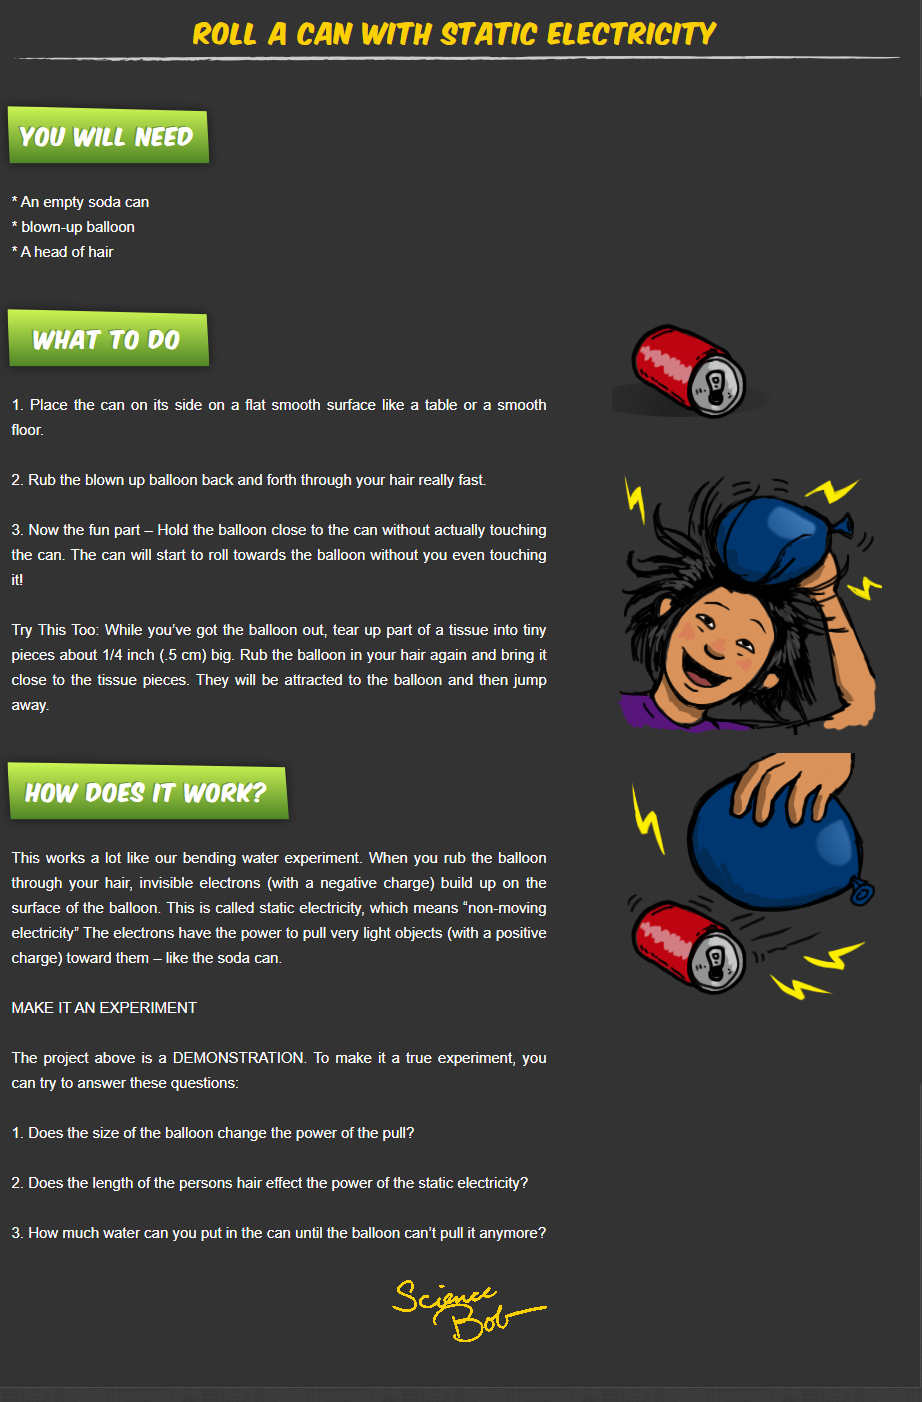 ROLL A CAN WITH STATIC ELECTRICITY
YOU WILL NEED
* An empty soda can
* blown-up balloon
* A head of hair
WHAT TO DO
1. Place the can on its side on a flat smooth surface like a table or a smooth
floor.
2. Rub the blown up balloon back and forth through your hair really fast.
3. Now the fun part – Hold the balloon close to the can without actually touching
the can. The can will start to roll towards the balloon without you even touching
it!
Try This Too: While you’ve got the balloon out, tear up part of a tissue into tiny
pieces about 1/4 inch (.5 cm) big. Rub the balloon in your hair again and bring it
close to the tissue pieces. They will be attracted to the balloon and then jump
away.
HOW DOES IT WORK?
This works a lot like our bending water experiment. When you rub the balloon
through your hair, invisible electrons (with a negative charge) build up on the
surface of the balloon. This is called static electricity, which means “non-moving
electricity” The electrons have the power to pull very light objects (with a positive
charge) toward them – like the soda can.
MAKE IT AN EXPERIMENT
The project above is a DEMONSTRATION. To make it a true experiment, you
can try to answer these questions:
1. Does the size of the balloon change the power of the pull?
2. Does the length of the persons hair effect the power of the static electricity?
3. How much water can you put in the can until the balloon can’t pull it anymore?
Science
Bob